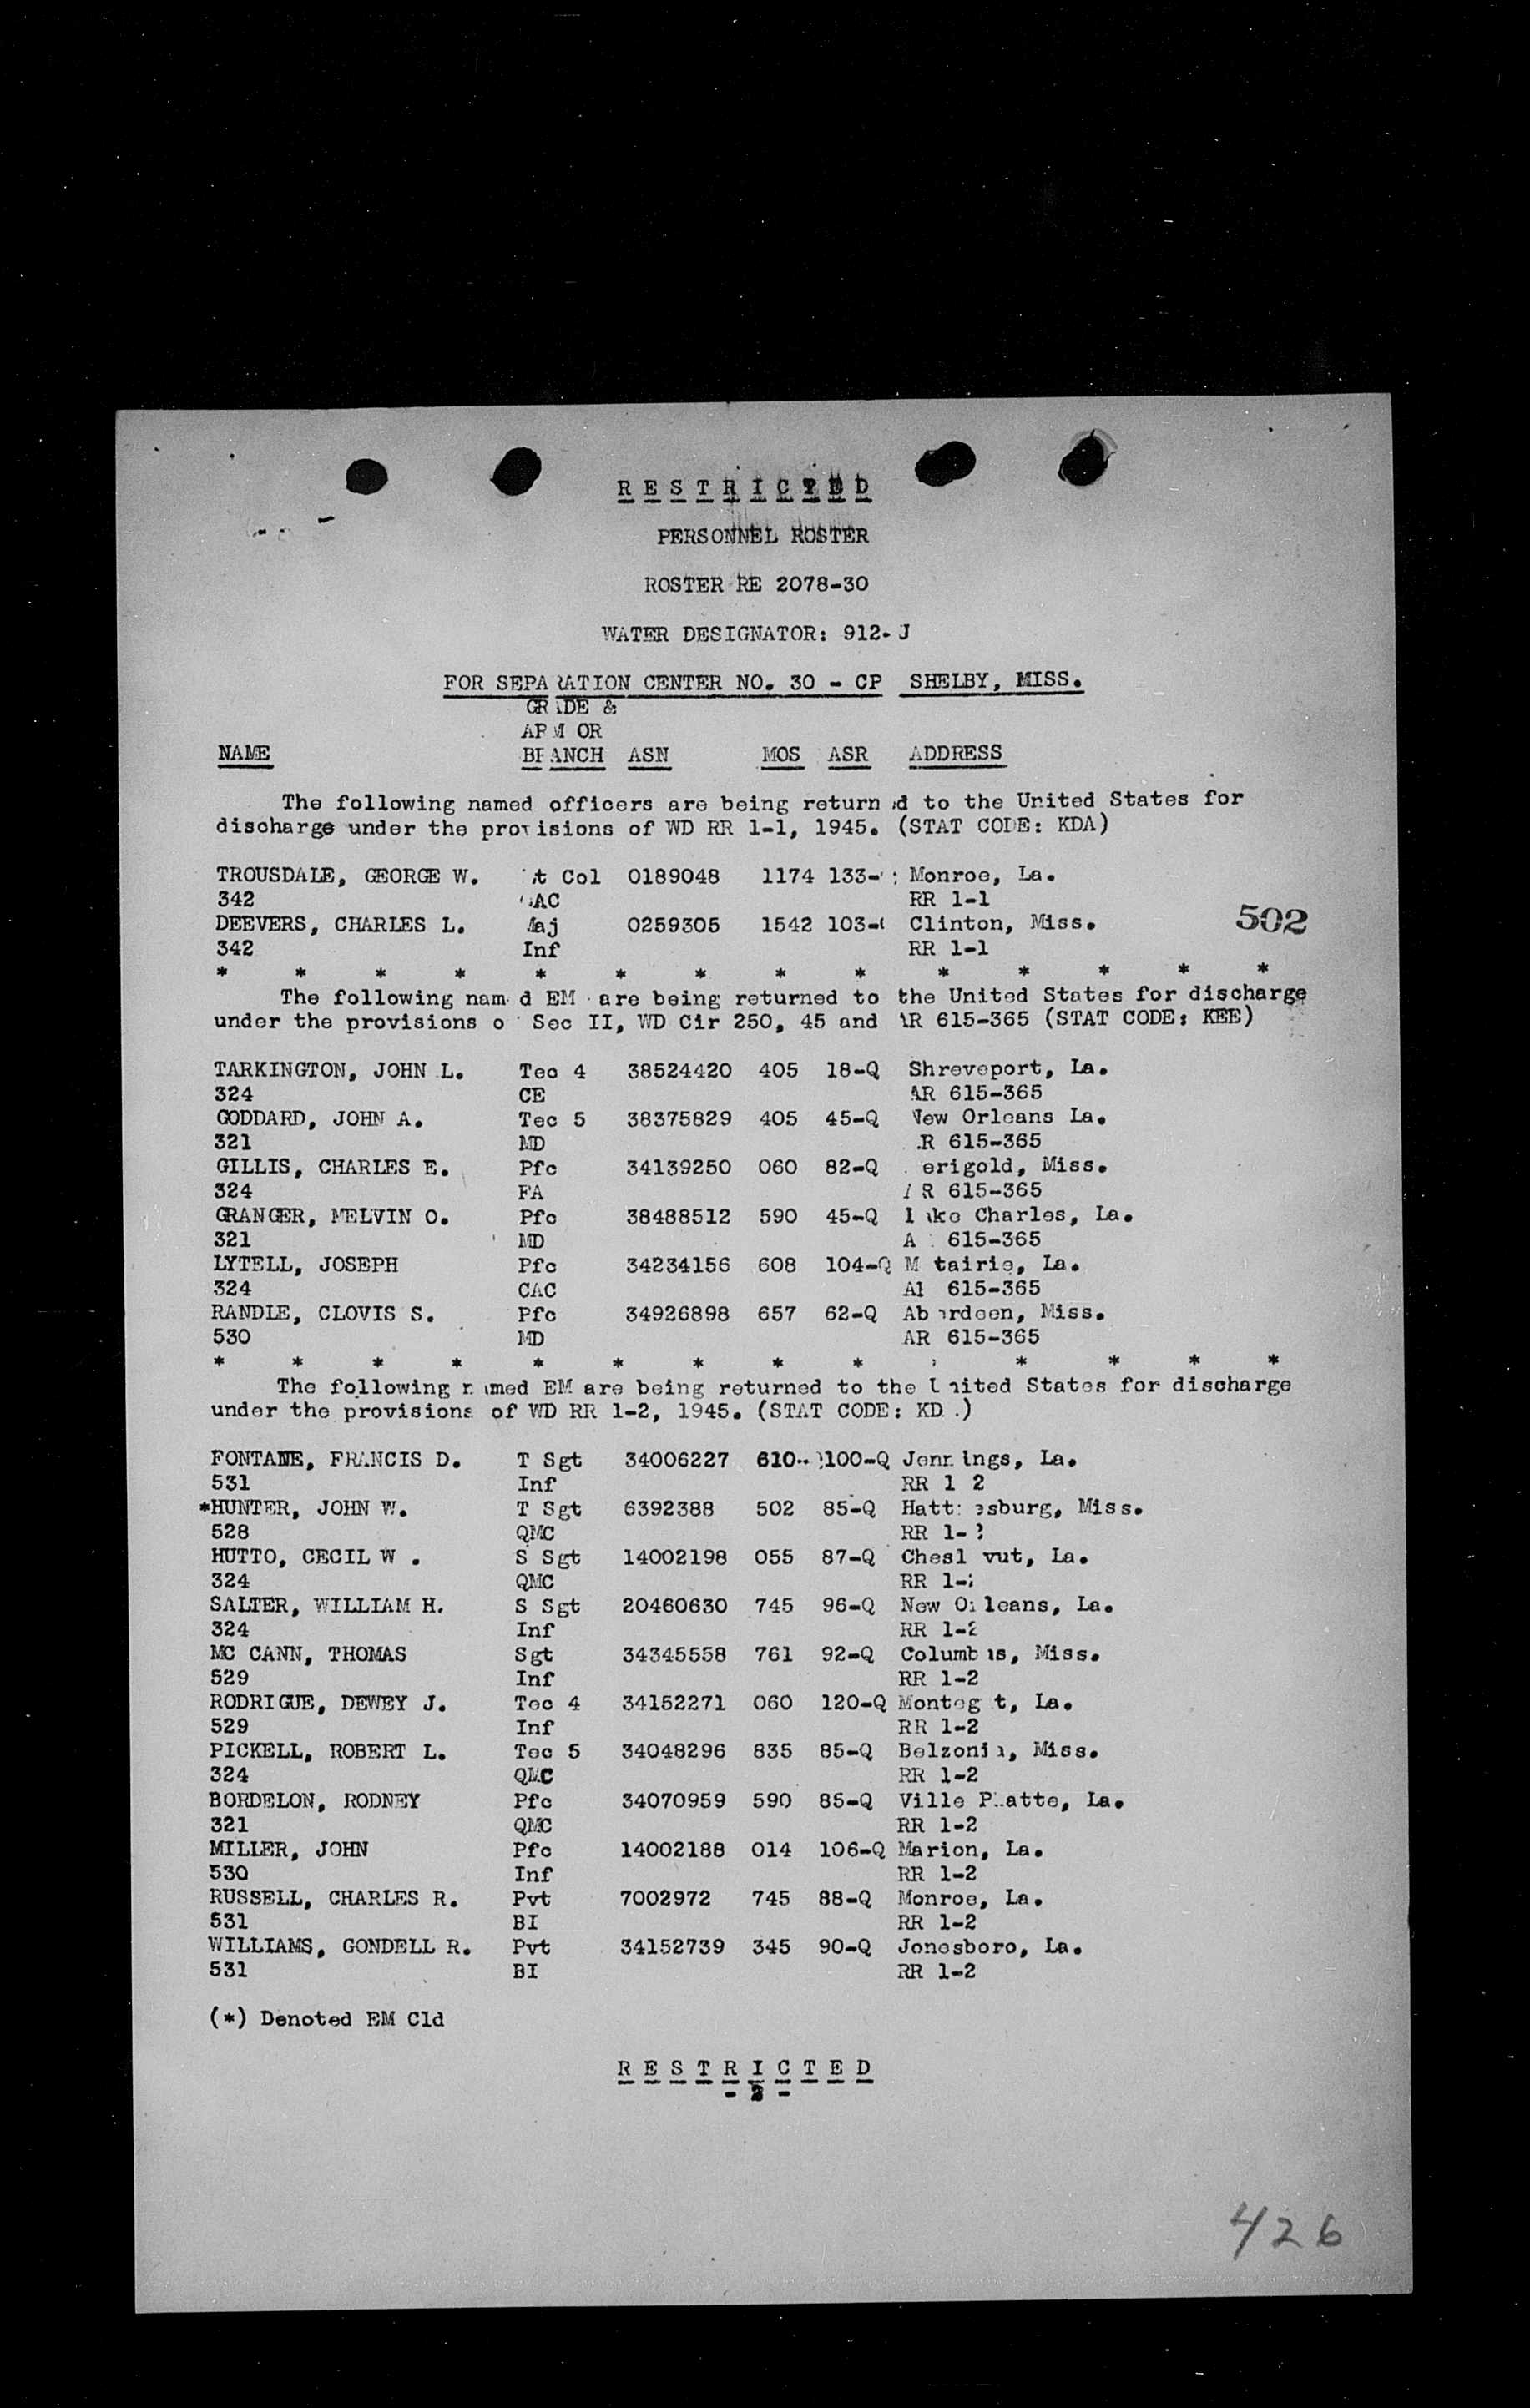 RESTRICTED
PERSONNEL ROSTER
ROSTER RE 2078-30
WATER DESIGNATOR: 912-J
FOR SEPARATION CENTER NO. 30 - CP SHELBY, MISS.
GRADE &
ARM OR
NAME BRANCH ASN MOS ASR ADDRESS
The following named officers are being returned to the United States for
discharge under the provisions of WD RR 1-1, 1945. (STAT CODE: KDA)
TROUSDALE, GEORGE W. Lt Col 0189048 1174 133- Monroe, La.
342 RR 1-1
DEEVERS, CHARLES L. Maj 0259305 1542 103- Clinton, Miss. 502
342 Inf RR 1-1
* * * * * * * * * * * * * *
The following named EM are being returned to the United States for discharge
under the provisions of Sec II, WD Cir 250, 45 and AR 615-365 (STAT CODE: KEE)
TARKINGTON, JOHN L. Tec 4 38524420 405 18-Q Shreveport, La.
324 CE AR 615-365
GODDARD, JOHN A. Tec 5 38375829 405 45-Q New Orleans La.
321 MD AR 615-365
GILLIS, CHARLES E. Pfc 34139250 060 82-Q Merigold, Miss.
324 FA AR 615-365
GRANGER, MELVIN O. Pfc 38488512 590 45-Q Lake Charles, La.
321 MD AR 615-365
LYTELL, JOSEPH Pfc 34234156 608 104-Q Metairie, La.
324 CAC AR 615-365
RANDLE, CLOVIS S. Pfc 34926898 657 62-Q Aberdeen, Miss.
530 MD AR 615-365
* * * * * * * * * * * * *
The following named EM are being returned to the United States for discharge
under the provisions of WD RR 1-2, 1945. (STAT CODE: KD )
FONTANE, FRANCIS D. T Sgt 34006227 610 100-Q Jennings, La.
531 Inf RR 1 2
*HUNTER, JOHN W. T Sgt 6392388 502 85-Q Hattiesburg, Miss.
528 QMC RR 1-2
HUTTO, CECIL W . S Sgt 14002198 055 87-Q La.
324 QMC RR 1-2
SALTER, WILLIAM H. S Sgt 20460630 745 96-Q New Orleans, La.
324 Inf RR 1-2
MC CANN, THOMAS Sgt 34345558 761 92-Q Columbus, Miss.
529 Inf RR 1-2
RODRIGUE, DEWEY J. Tec 4 34152271 060 120-Q Montegut, La.
529 Inf RR 1-2
PICKELL, ROBERT L. Tec 5 34048296 835 85-Q Belzonia, Miss.
324 QMC RR 1-2
BORDELON, RODNEY Pfc 34070959 590 85-Q Ville Platte, La.
321 QMC RR 1-2
MILLER, JOHN Pfc 14002188 014 106-Q Marion, La.
530 Inf RR 1-2
RUSSELL, CHARLES R. Pvt 7002972 745 88-Q Monroe, La.
531 BI RR 1-2
WILLIAMS, GONDELL R. Pvt 34152739 345 90-Q Jonesboro, La.
531 BI RR 1-2
(*) Denoted EM Cld
RESTRICTED
426